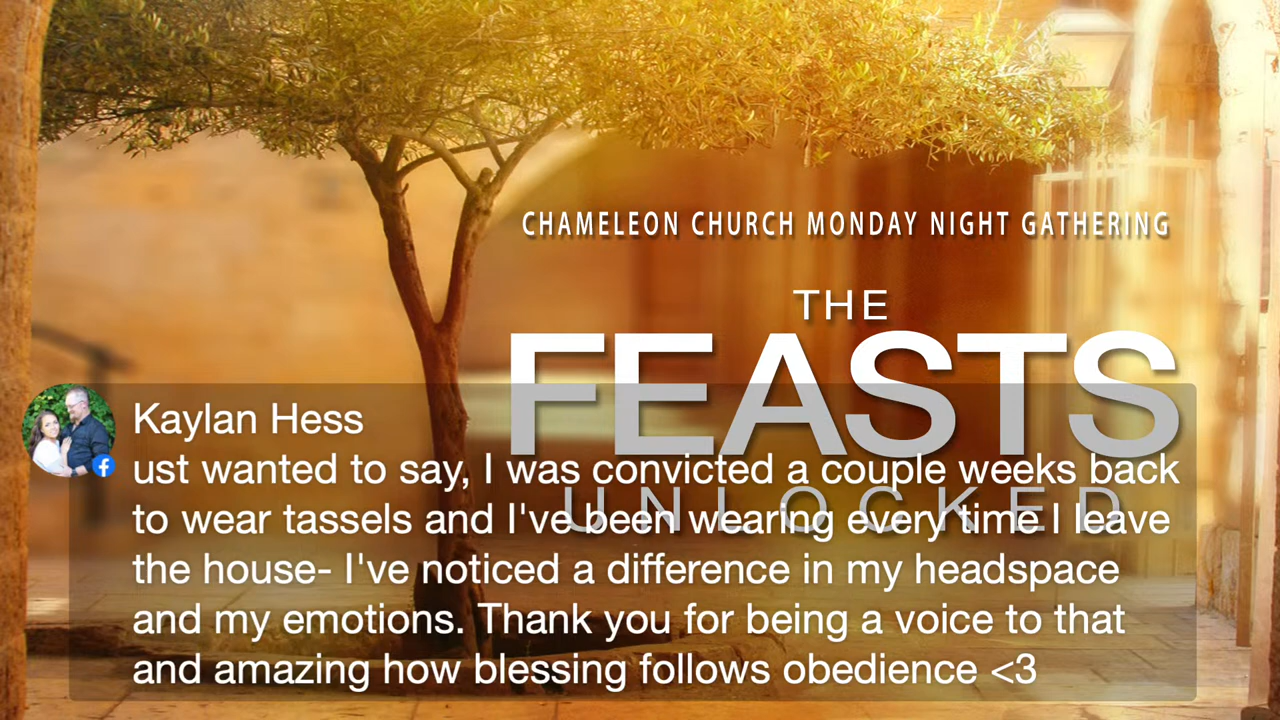 CHAMELEON CHURCH MONDAY NIGHT GATHERING
THE
FEASTS
UNLOCKED
Kaylan Hess
ust wanted to say, I was convicted a couple weeks back
to wear tassels and I've been wearing every time I leave
the house- I've noticed a difference in my headspace
and my emotions. Thank you for being a voice to that
and amazing how blessing follows obedience <3